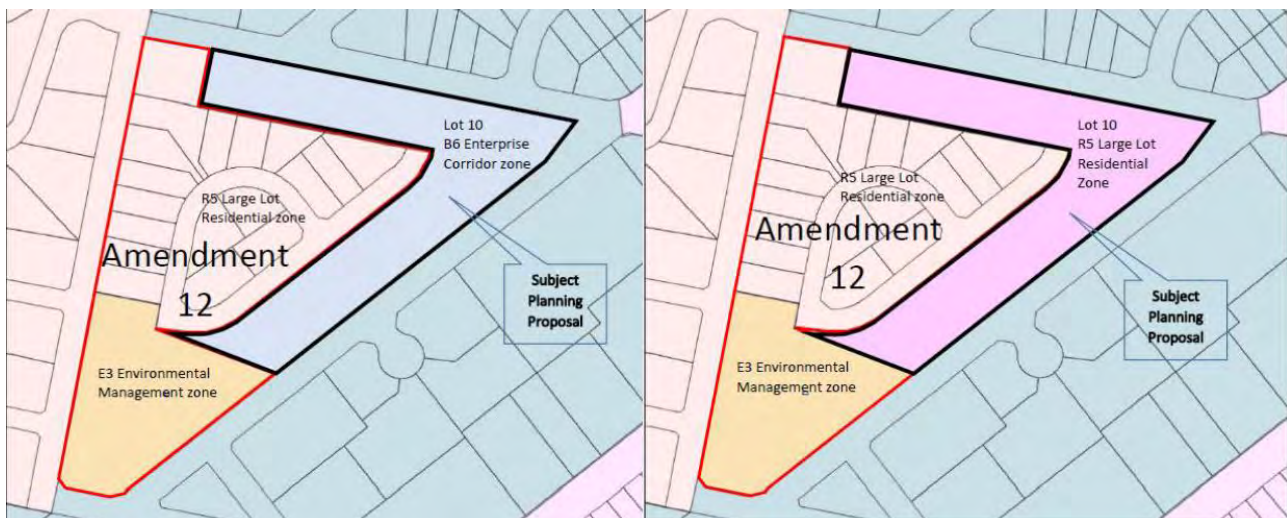 Lot 10
B6 Enterprise
Corridor zone
R5 Large Lot
Residential zone
Amendment
12
Subject
Planning
Proposal
E3 Environmental
Management zone
Lot 10
R5 Large Lot
Residential
Zone
R5 Large Lot
Residential zone
Amendment
12
Subject
Planning
Proposal
E3 Environmental
Management zone